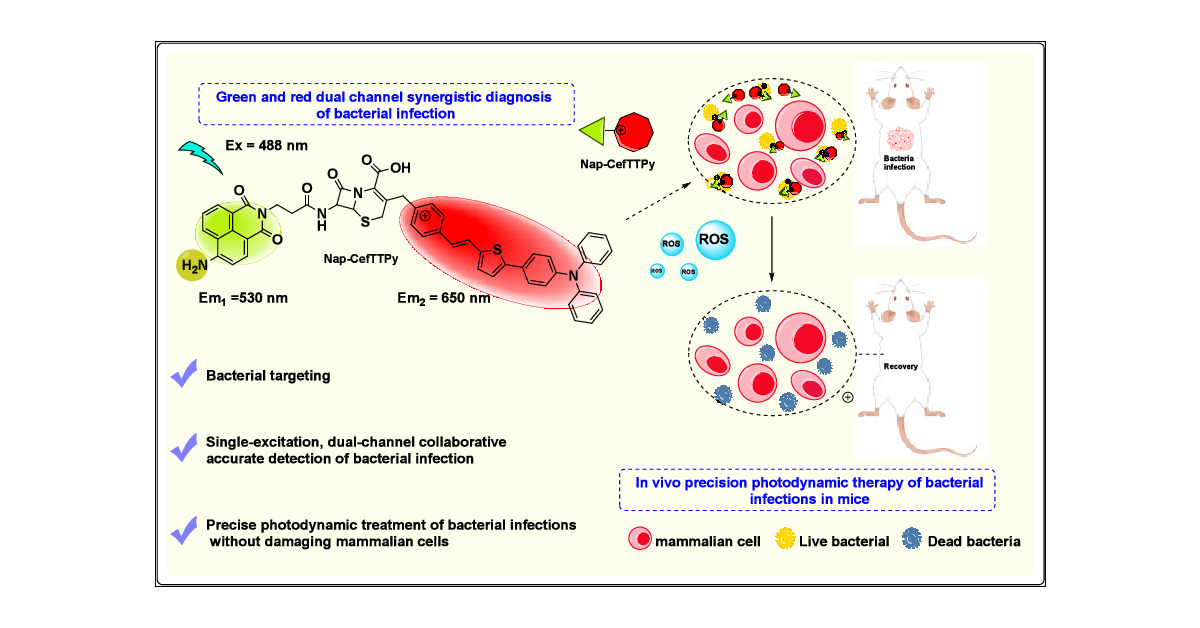 Green and red dual channel synergistic diagnosis
of bacterial infection
Ex = 488 nm
Nap-CefTTPy
Bacteria
infection
O
OH
O
O
O
N
N
N
H
O
S
S
N
H₂N
Nap-CefTTPy
Em₁ =530 nm
Em₂ = 650 nm
ROS
ROS
ROS
ROS
Recovery
Bacterial targeting
Single-excitation, dual-channel collaborative
accurate detection of bacterial infection
Precise photodynamic treatment of bacterial infections
without damaging mammalian cells
In vivo precision photodynamic therapy of bacterial
infections in mice
mammalian cell
Live bacterial
Dead bacteria